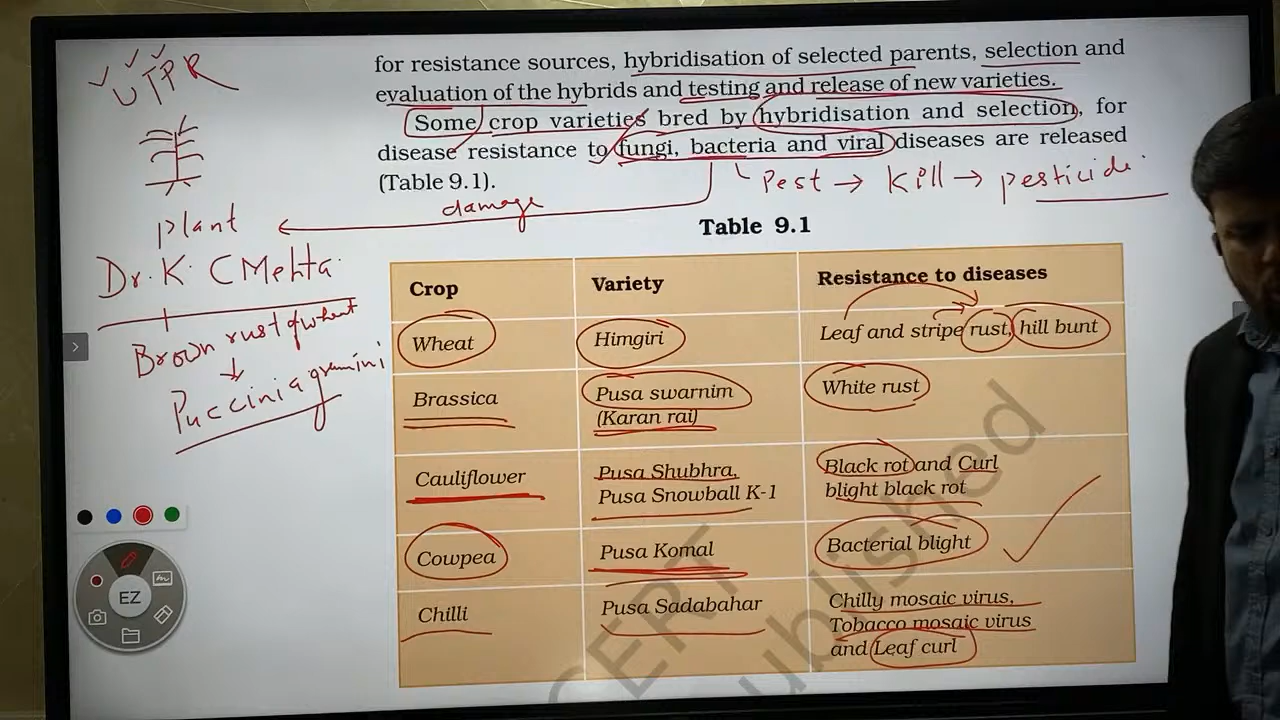 for resistance sources, hybridisation of selected parents, selection and
evaluation of the hybrids and testing and release of new varieties.
Some crop varieties bred by hybridisation and selection, for
disease resistance to fungi, bacteria and viral diseases are released
(Table 9.1).
Pest → Kill → pesticide
damage
UTPR
plant
Dr. K. C Mehta
Brown rust of wheat
↓
Puccinia gremini
Table 9.1
Crop Variety Resistance to diseases
Wheat Himgiri Leaf and stripe rust, hill bunt
Brassica Pusa swarnim White rust
(Karan rai)
Cauliflower Pusa Shubhra, Black rot and Curl
Pusa Snowball K-1 blight black rot
Cowpea Pusa Komal Bacterial blight
Chilli Pusa Sadabahar Chilly mosaic virus,
Tobacco mosaic virus
and Leaf curl
EZ